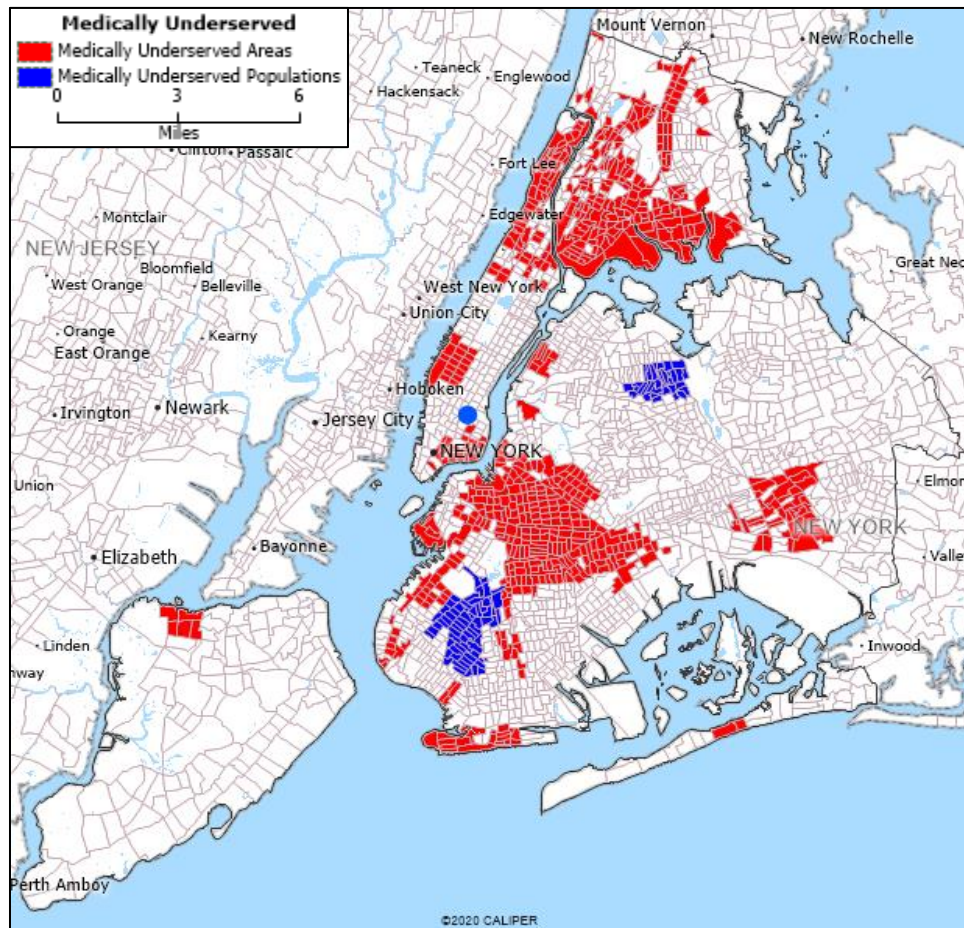 Medically Underserved
Medically Underserved Areas
Medically Underserved Populations
0 3 6
Miles
Mount Vernon
New Rochelle
Teaneck
Englewood
Hackensack
Clifton
Passaic
Fort Lee
Montclair
Edgewater
NEW JERSEY
Bloomfield
Great Nec
West Orange
Belleville
West New York
Union City
Orange
Kearny
East Orange
Hoboken
Irvington
Newark
Jersey City
NEW YORK
Union
Elmon
NEW YORK
Elizabeth
Bayonne
Valley
Linden
Inwood
way
Perth Amboy
©2020 CALIPER